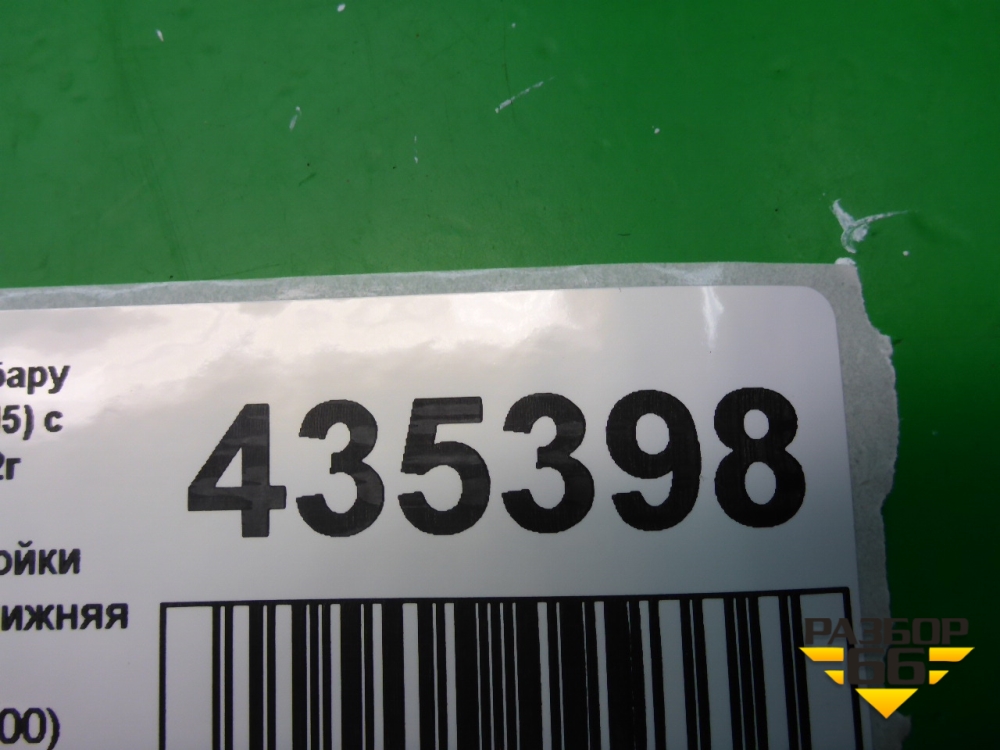 бару
5) с
2г
435398
ойки
ижняя
00)
РАЗБОР
66